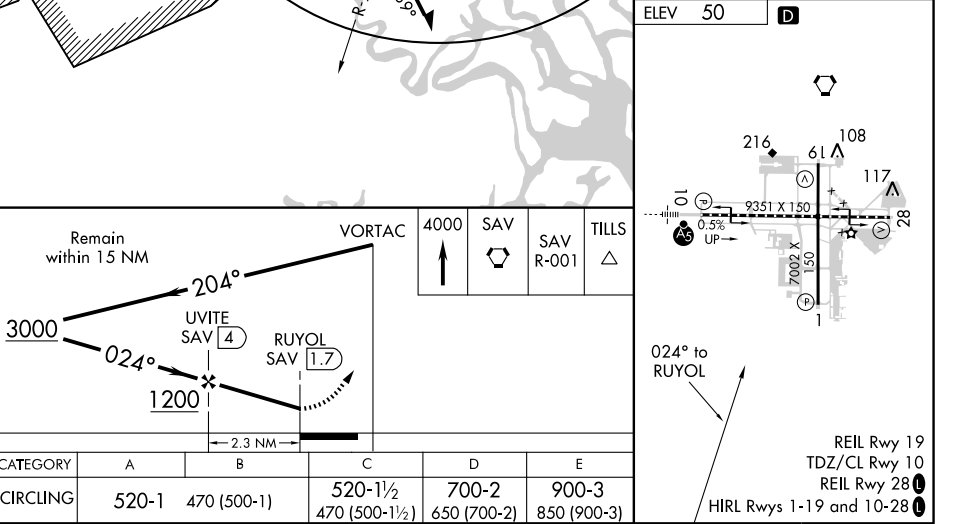 R-
9°
Remain
within 15 NM
VORTAC
204°
3000
024°
UVITE
SAV 4
RUYOL
SAV 1.7
1200
2.3 NM
4000
SAV
SAV
R-001
TILLS
CATEGORY A B C D E
CIRCLING
520-1 470 (500-1)
520-1½
470 (500-1½)
700-2
650 (700-2)
900-3
850 (900-3)
ELEV 50
D
216
19
108
117
10
P
V
9351 X 150
28
A5
0.5%
UP
V
7002 X
150
P
1
024° to
RUYOL
REIL Rwy 19
TDZ/CL Rwy 10
REIL Rwy 28 L
HIRL Rwys 1-19 and 10-28 L